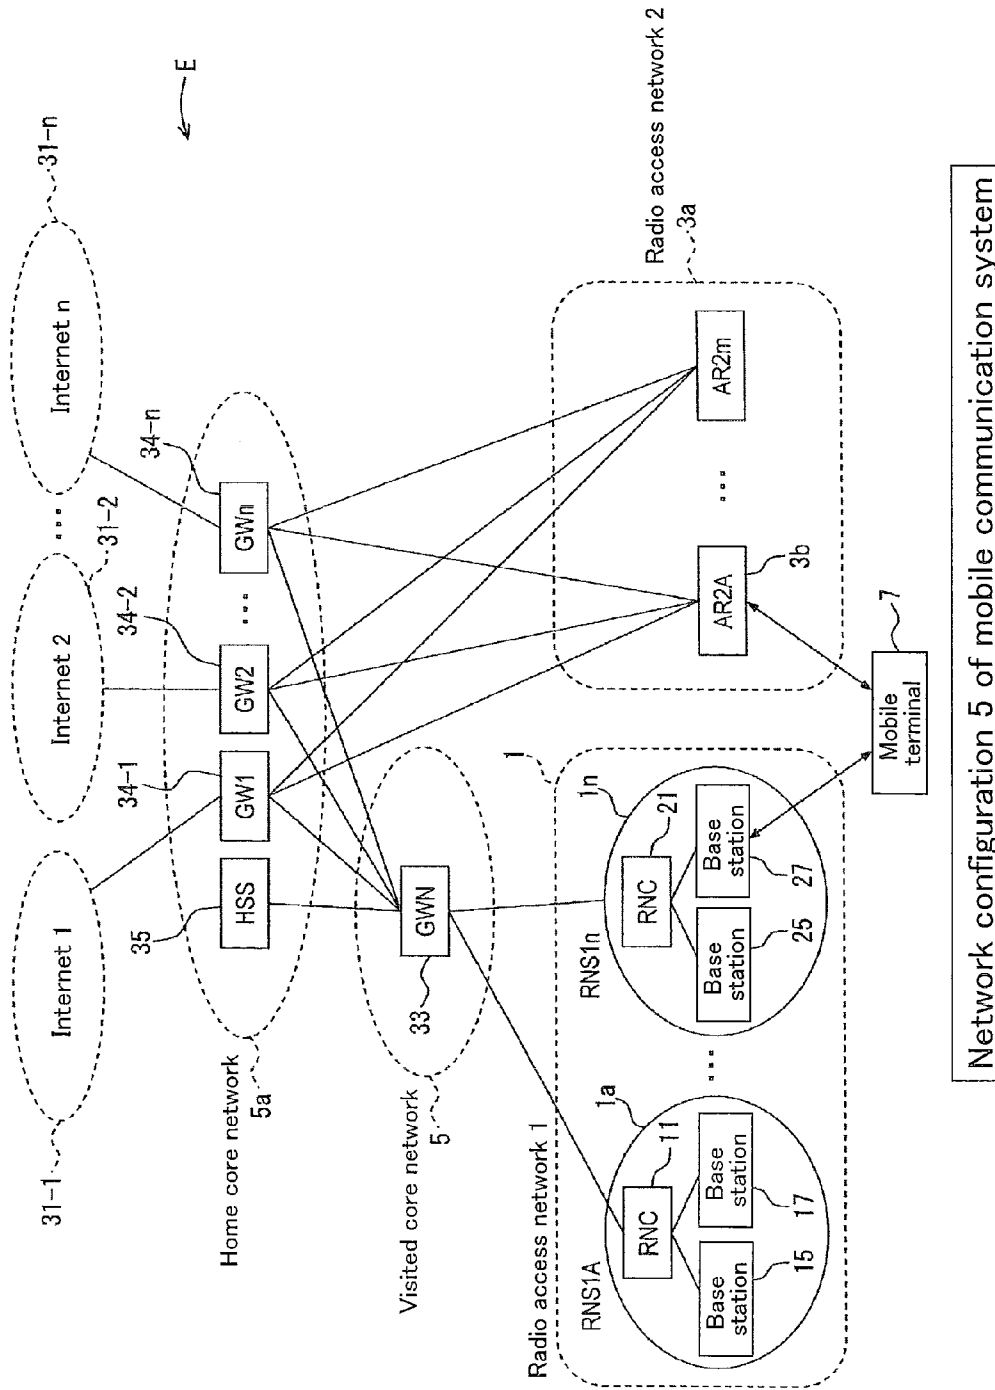 E
31-1
Internet 1
Internet 2
31-2
Internet n
31-n
Home core network
5a
35
HSS
34-1
GW1
34-2
GW2
34-n
GWn
Visited core network
5
33
GWN
Radio access network 1
1
RNS1A
1a
RNC
11
Base
station
15
Base
station
17
RNS1n
1n
RNC
21
Base
station
25
Base
station
27
Radio access network 2
3a
AR2A
3b
AR2m
Mobile
terminal
7
Network configuration 5 of mobile communication system